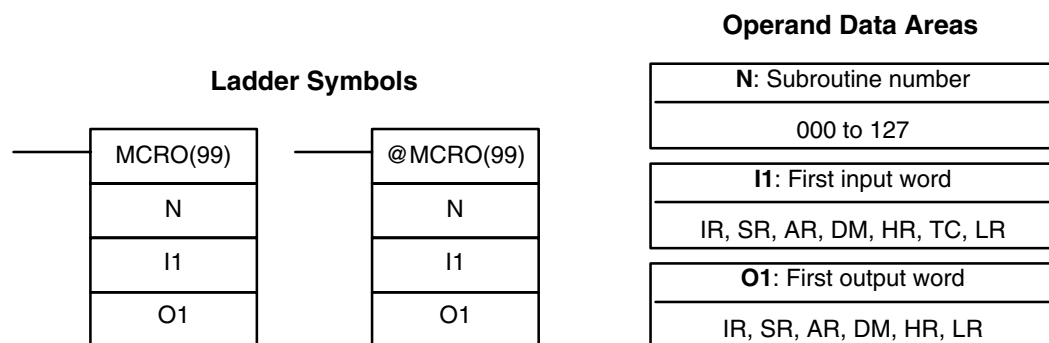 Ladder Symbols
MCRO(99)
N
I1
O1
@MCRO(99)
N
I1
O1
Operand Data Areas
N: Subroutine number
000 to 127
I1: First input word
IR, SR, AR, DM, HR, TC, LR
O1: First output word
IR, SR, AR, DM, HR, LR